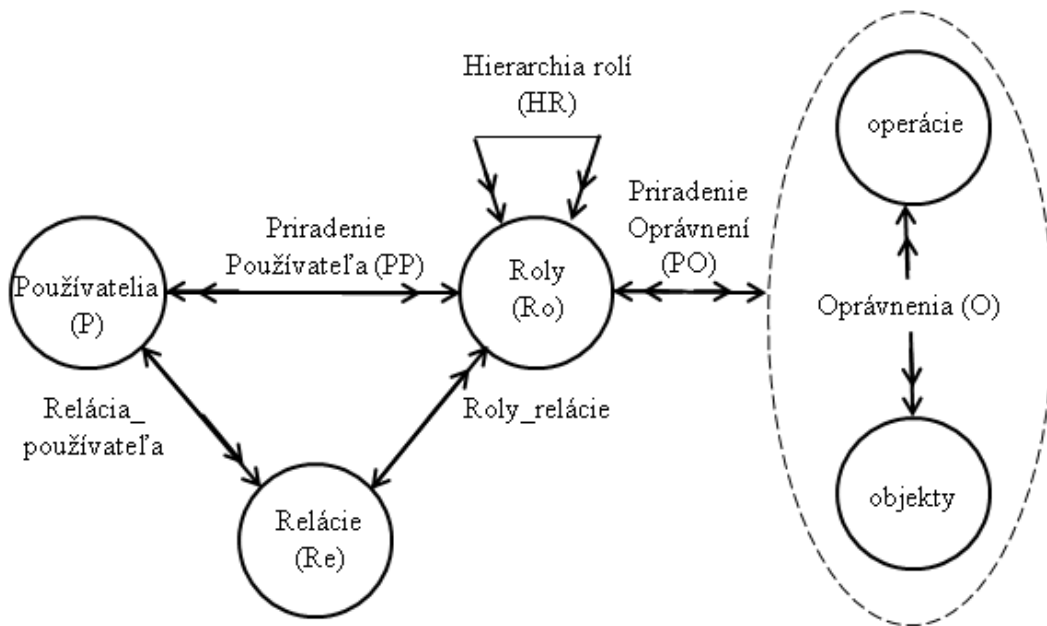 Hierarchia rolí
(HR)
operácie
Priradenie
Oprávnení
(PO)
Priradenie
Používateľa (PP)
Používatelia
(P)
Roly
(Ro)
Oprávnenia (O)
Relácia_
používateľa
Roly_relácie
Relácie
(Re)
objekty